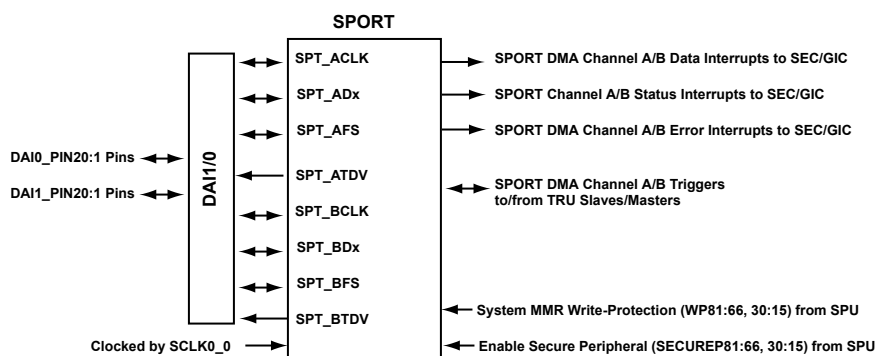 SPORT
SPT_ACLK
SPT_ADx
SPT_AFS
SPT_ATDV
SPT_BCLK
SPT_BDx
SPT_BFS
SPT_BTDV
DAI1/0
DAI0_PIN20:1 Pins
DAI1_PIN20:1 Pins
Clocked by SCLK0_0
SPORT DMA Channel A/B Data Interrupts to SEC/GIC
SPORT Channel A/B Status Interrupts to SEC/GIC
SPORT DMA Channel A/B Error Interrupts to SEC/GIC
SPORT DMA Channel A/B Triggers
to/from TRU Slaves/Masters
System MMR Write-Protection (WP81:66, 30:15) from SPU
Enable Secure Peripheral (SECUREP81:66, 30:15) from SPU